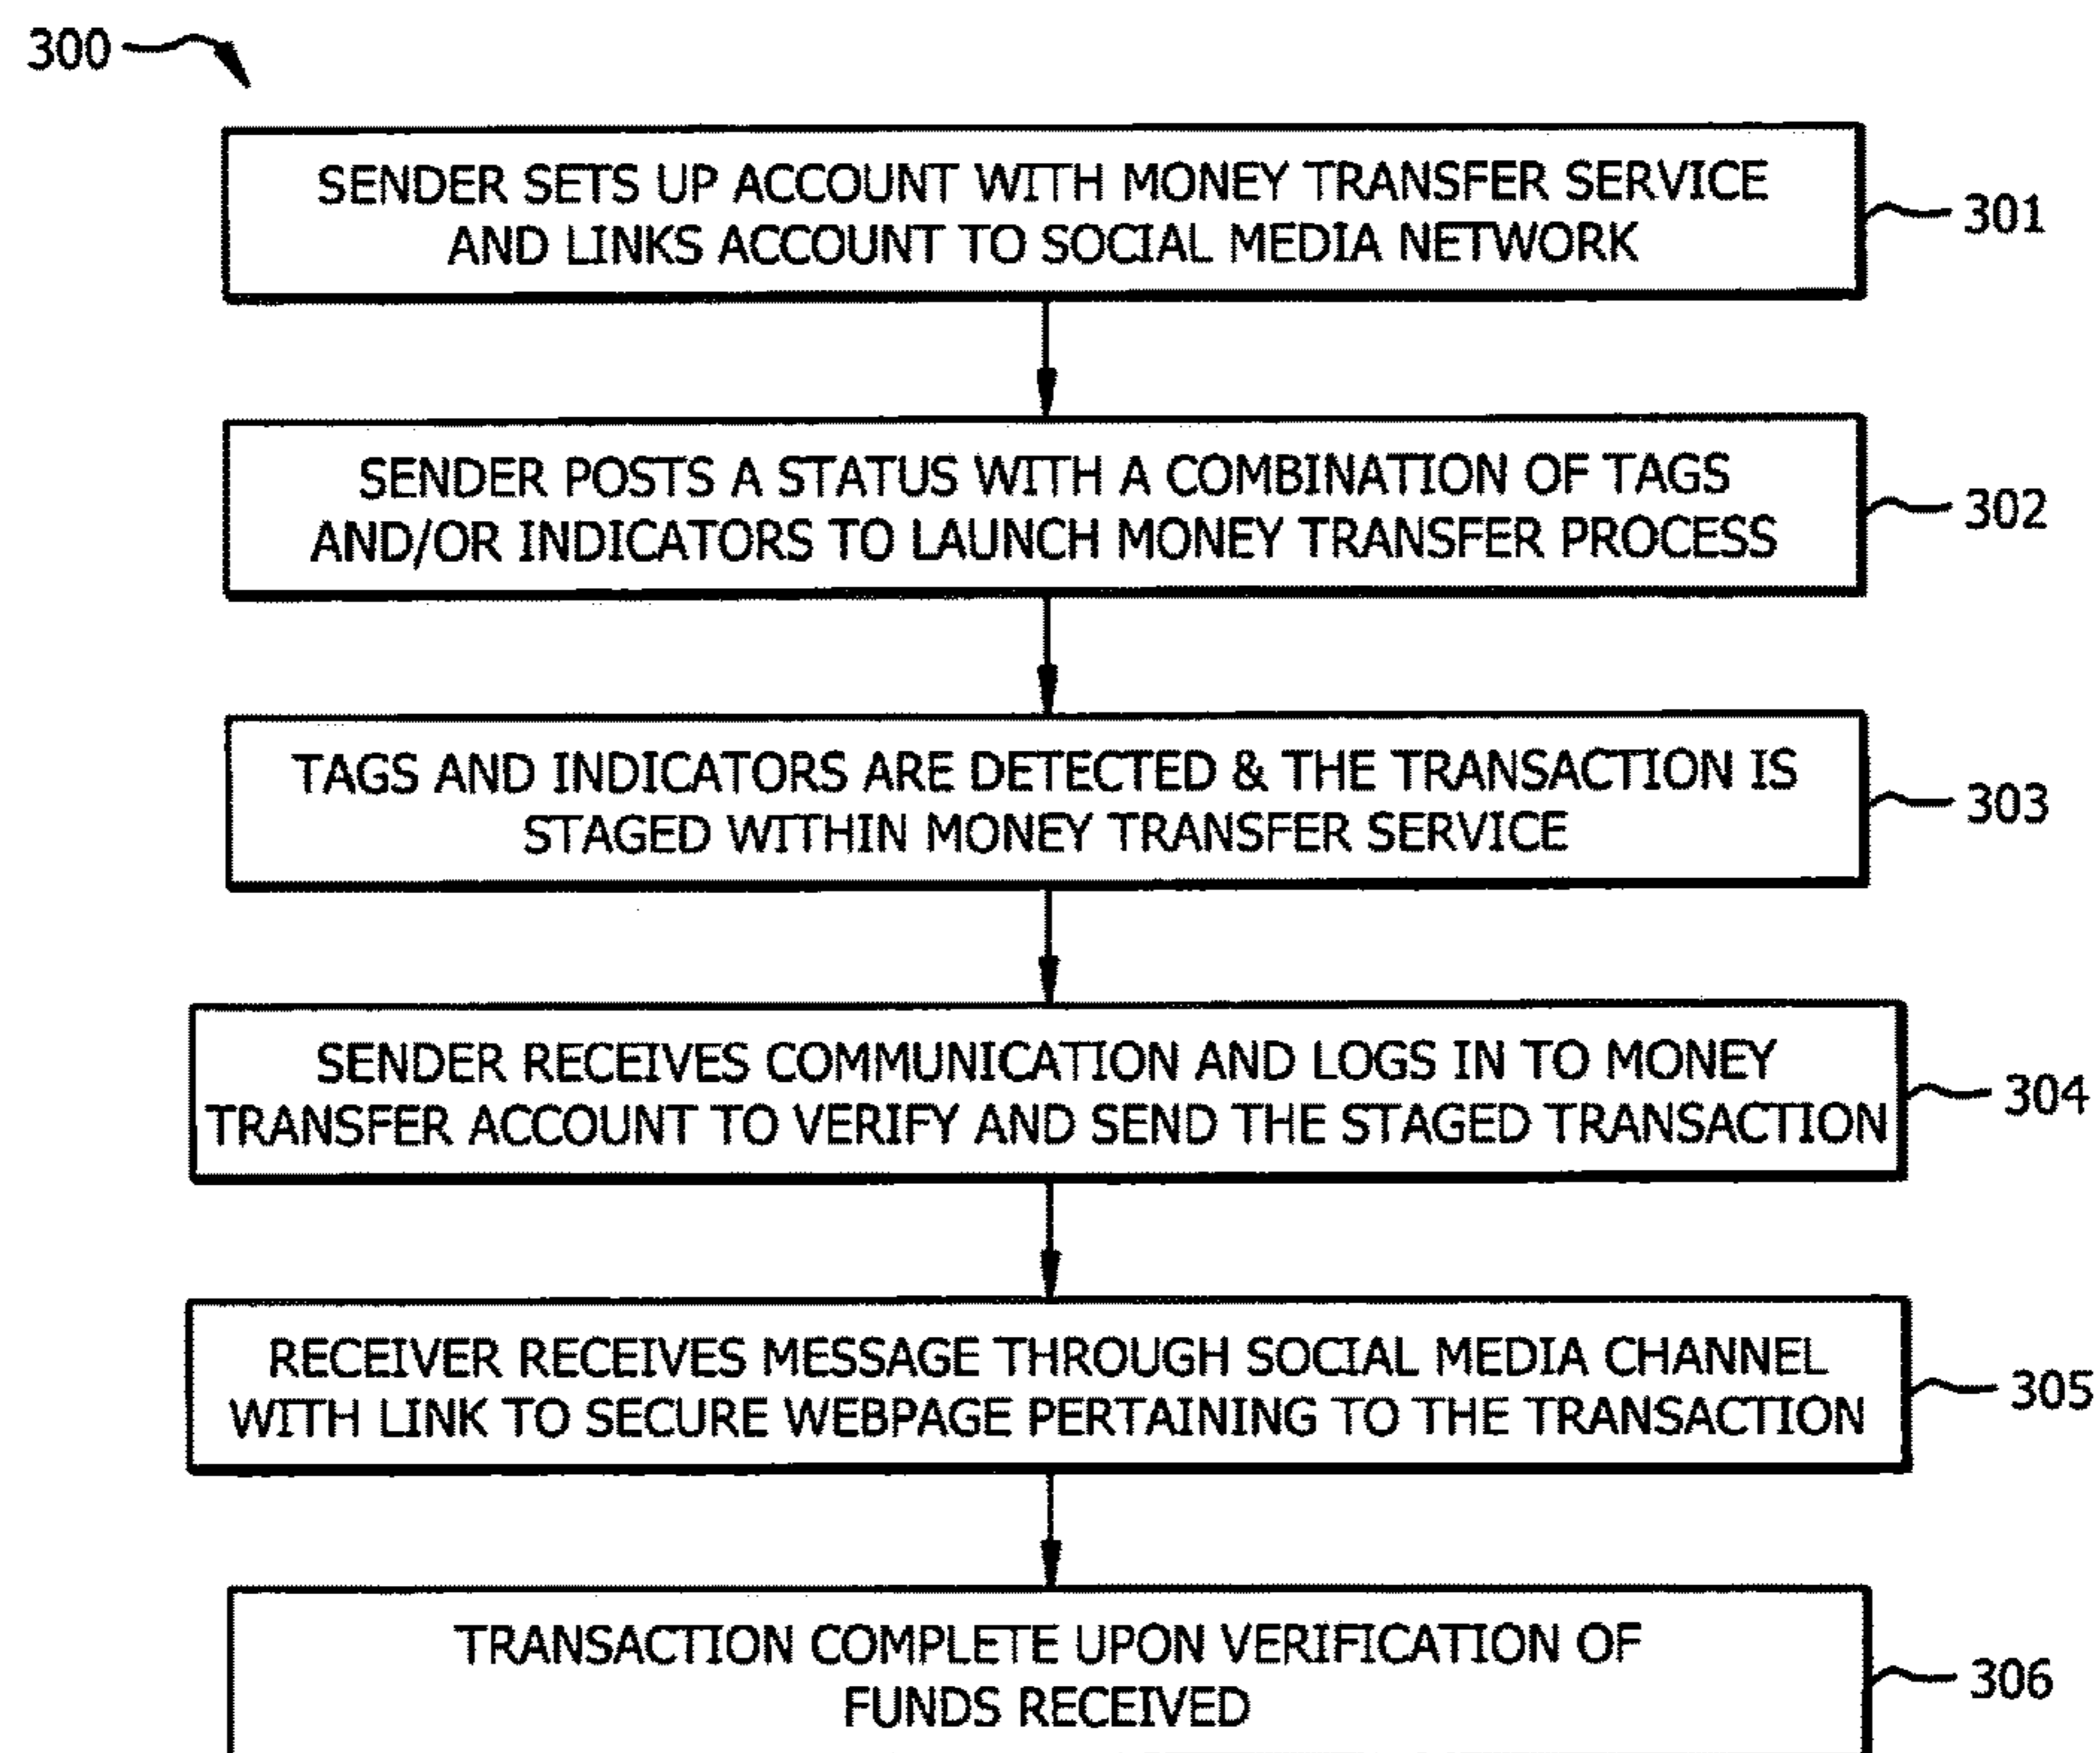 300
SENDER SETS UP ACCOUNT WITH MONEY TRANSFER SERVICE
AND LINKS ACCOUNT TO SOCIAL MEDIA NETWORK
301
SENDER POSTS A STATUS WITH A COMBINATION OF TAGS
AND/OR INDICATORS TO LAUNCH MONEY TRANSFER PROCESS
302
TAGS AND INDICATORS ARE DETECTED & THE TRANSACTION IS
STAGED WITHIN MONEY TRANSFER SERVICE
303
SENDER RECEIVES COMMUNICATION AND LOGS IN TO MONEY
TRANSFER ACCOUNT TO VERIFY AND SEND THE STAGED TRANSACTION
304
RECEIVER RECEIVES MESSAGE THROUGH SOCIAL MEDIA CHANNEL
WITH LINK TO SECURE WEBPAGE PERTAINING TO THE TRANSACTION
305
TRANSACTION COMPLETE UPON VERIFICATION OF
FUNDS RECEIVED
306